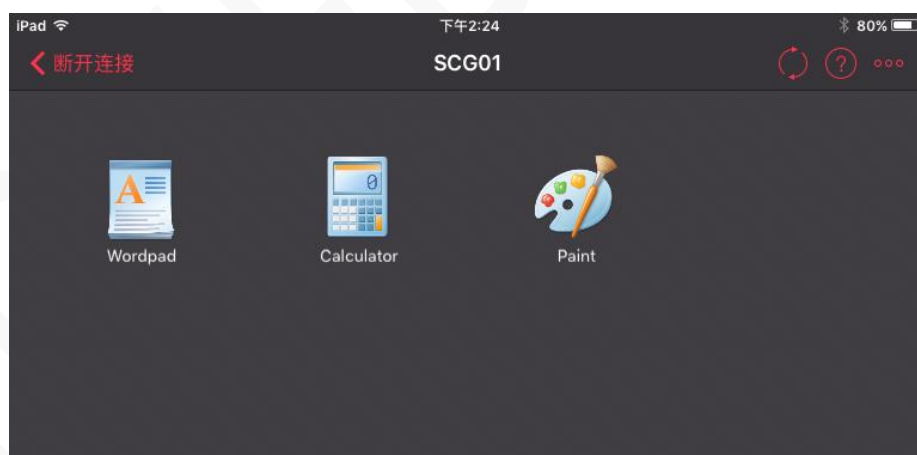 iPad 下午2:24 80%
断开连接 SCG01 ?
Wordpad Calculator Paint